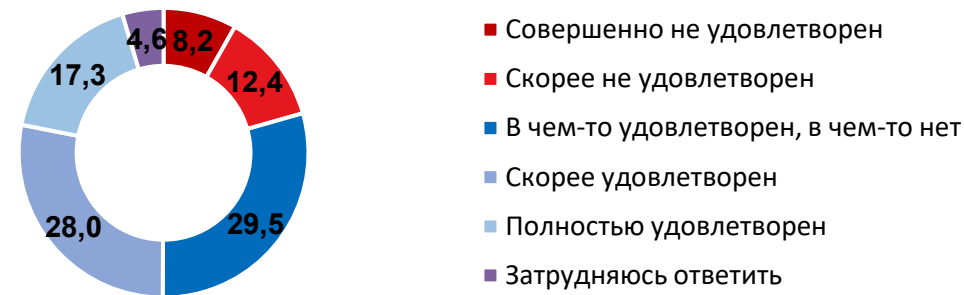 4,6
8,2
12,4
29,5
28,0
17,3
Совершенно не удовлетворен
Скорее не удовлетворен
В чем-то удовлетворен, в чем-то нет
Скорее удовлетворен
Полностью удовлетворен
Затрудняюсь ответить